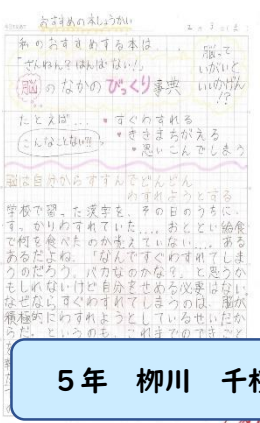 おすすめの本しょうかい
私のおすすめする本は…
「ざんねん?はんぱない!」
脳のなかのびっくり事典
脳って
いがいと
いいかげん
!?
たとえば…
・すぐわすれる
・ききまちがえる
・思いこんでしまう
こんなことない?
脳は自分からすすんでどんどん
わすれようとする
学校で習った漢字を、その日のうちに
すっかりわすれていた…。おととい給食
で何を食べたのか考えていない…。ある
あるだよね。「なんですぐわすれてしま
うのだろう。バカなのかな?」と思うか
もしれないけど自分をせめる必要はない。
なぜならすぐわすれてしまうのは、脳が
積極的にわすれようとしているせいだか
らだ。というのも、これまでのできごと
5年 栁川 千